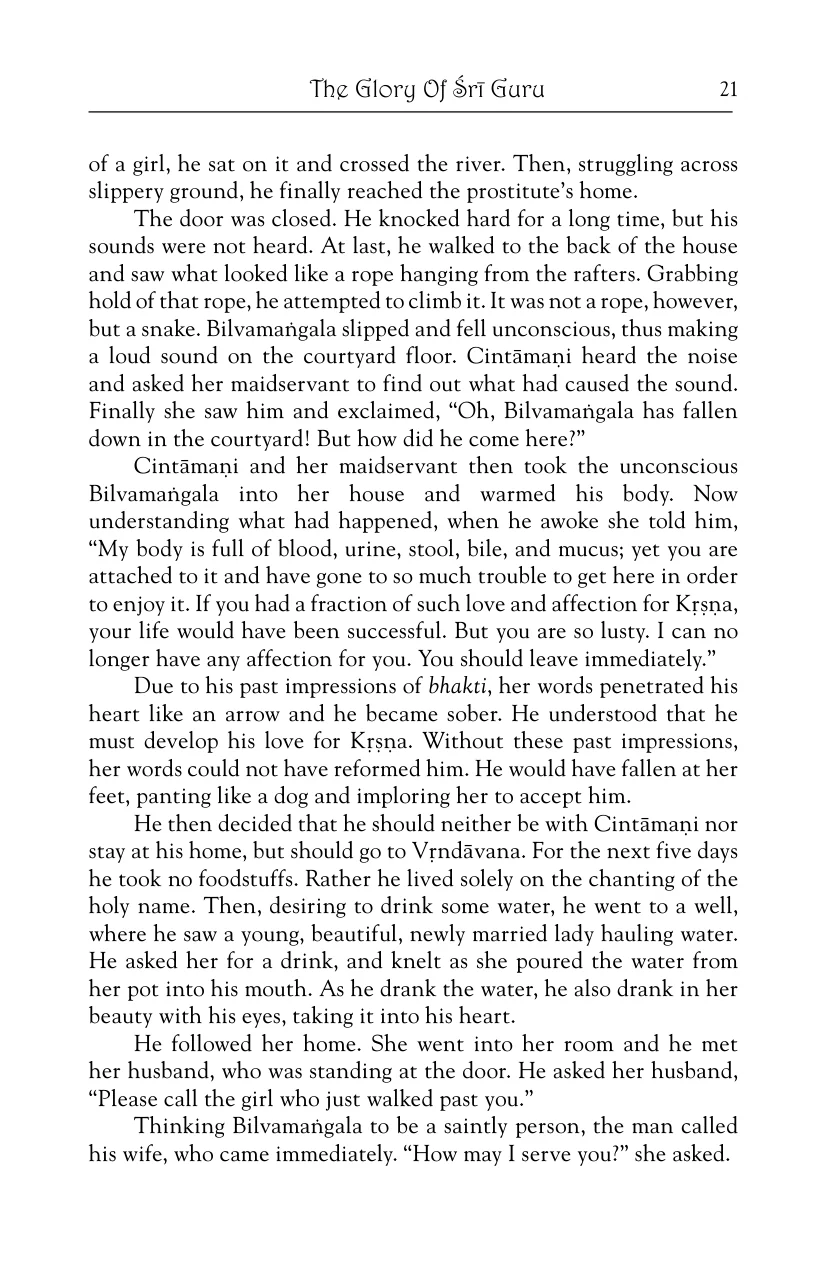 The Glory Of Śrī Guru 21
of a girl, he sat on it and crossed the river. Then, struggling across
slippery ground, he finally reached the prostitute’s home.
The door was closed. He knocked hard for a long time, but his
sounds were not heard. At last, he walked to the back of the house
and saw what looked like a rope hanging from the rafters. Grabbing
hold of that rope, he attempted to climb it. It was not a rope, however,
but a snake. Bilvamaṅgala slipped and fell unconscious, thus making
a loud sound on the courtyard floor. Cintāmaṇi heard the noise
and asked her maidservant to find out what had caused the sound.
Finally she saw him and exclaimed, “Oh, Bilvamaṅgala has fallen
down in the courtyard! But how did he come here?”
Cintāmaṇi and her maidservant then took the unconscious
Bilvamaṅgala into her house and warmed his body. Now
understanding what had happened, when he awoke she told him,
“My body is full of blood, urine, stool, bile, and mucus; yet you are
attached to it and have gone to so much trouble to get here in order
to enjoy it. If you had a fraction of such love and affection for Kṛṣṇa,
your life would have been successful. But you are so lusty. I can no
longer have any affection for you. You should leave immediately.”
Due to his past impressions of bhakti, her words penetrated his
heart like an arrow and he became sober. He understood that he
must develop his love for Kṛṣṇa. Without these past impressions,
her words could not have reformed him. He would have fallen at her
feet, panting like a dog and imploring her to accept him.
He then decided that he should neither be with Cintāmaṇi nor
stay at his home, but should go to Vṛndāvana. For the next five days
he took no foodstuffs. Rather he lived solely on the chanting of the
holy name. Then, desiring to drink some water, he went to a well,
where he saw a young, beautiful, newly married lady hauling water.
He asked her for a drink, and knelt as she poured the water from
her pot into his mouth. As he drank the water, he also drank in her
beauty with his eyes, taking it into his heart.
He followed her home. She went into her room and he met
her husband, who was standing at the door. He asked her husband,
“Please call the girl who just walked past you.”
Thinking Bilvamaṅgala to be a saintly person, the man called
his wife, who came immediately. “How may I serve you?” she asked.